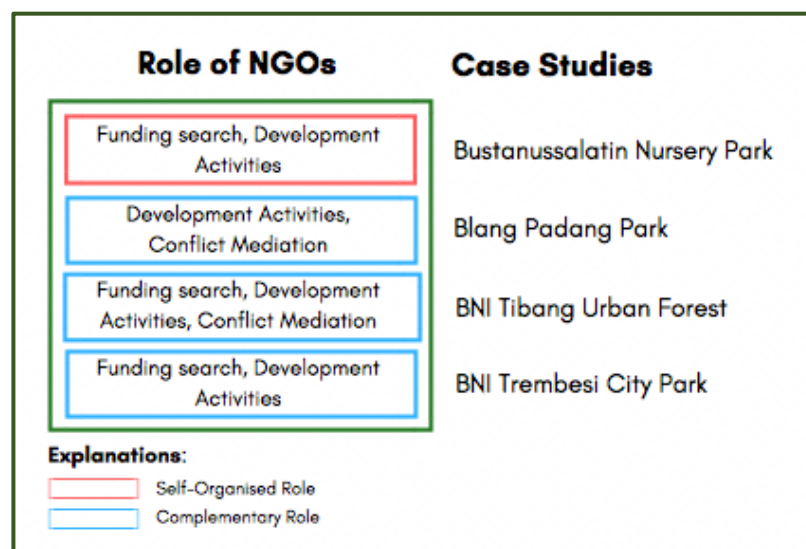 Role of NGOs
Case Studies
Funding search, Development
Activities
Bustanussalatin Nursery Park
Development Activities,
Conflict Mediation
Blang Padang Park
Funding search, Development
Activities, Conflict Mediation
BNI Tibang Urban Forest
Funding search, Development
Activities
BNI Trembesi City Park
Explanations:
Self-Organised Role
Complementary Role